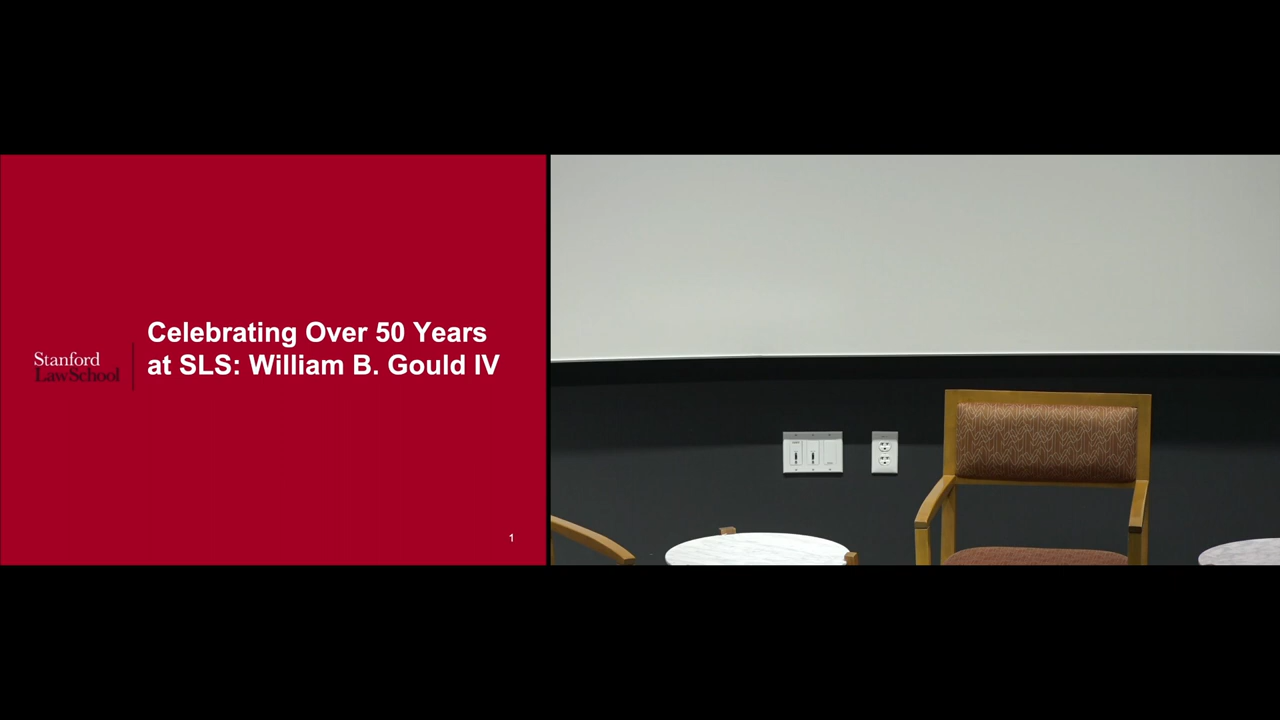 Celebrating Over 50 Years
at SLS: William B. Gould IV
Stanford
Law School
1